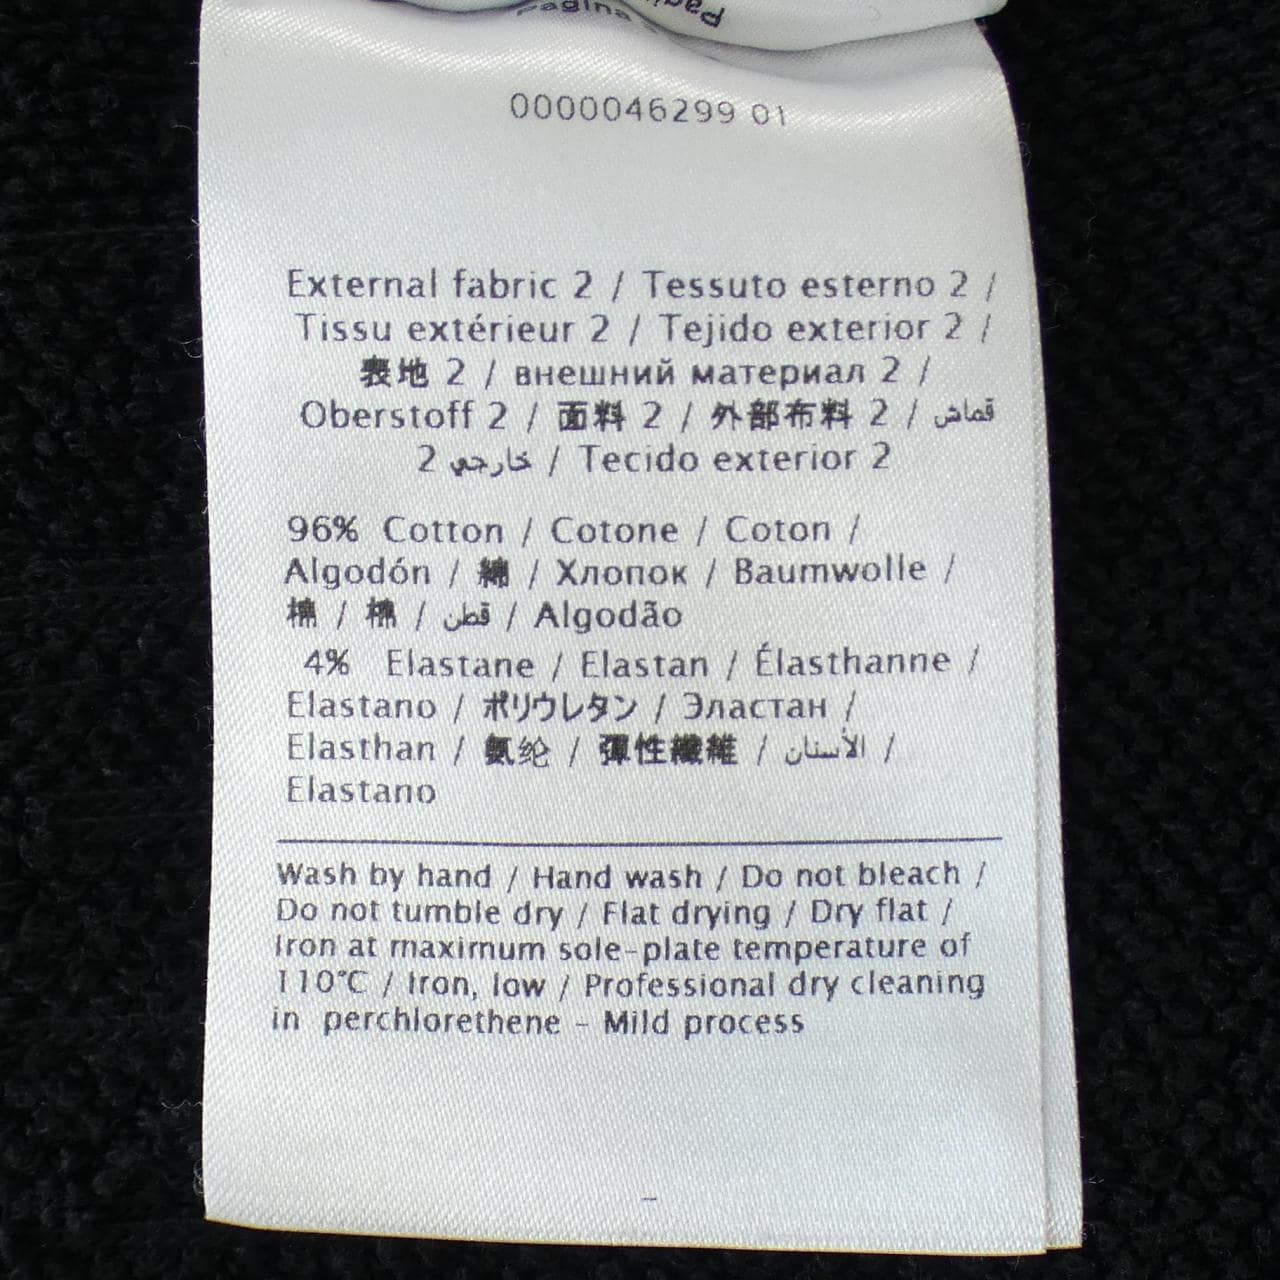 Pagina
0000046299 01
External fabric 2 / Tessuto esterno 2 /
Tissu extérieur 2 / Tejido exterior 2 /
表地 2 / внешний материал 2 /
Oberstoff 2 / 面料 2 / 外部布料 2 / قماش
خارجي 2 / Tecido exterior 2
96% Cotton / Cotone / Coton /
Algodón / 綿 / Хлопок / Baumwolle /
棉 / 棉 / قطن / Algodão
4% Elastane / Elastan / Élasthanne /
Elastano / ポリウレタン / Эластан /
Elasthan / 氨纶 / 彈性纖維 / الأستان /
Elastano
Wash by hand / Hand wash / Do not bleach /
Do not tumble dry / Flat drying / Dry flat /
Iron at maximum sole-plate temperature of
110°C / Iron, low / Professional dry cleaning
in perchlorethene - Mild process